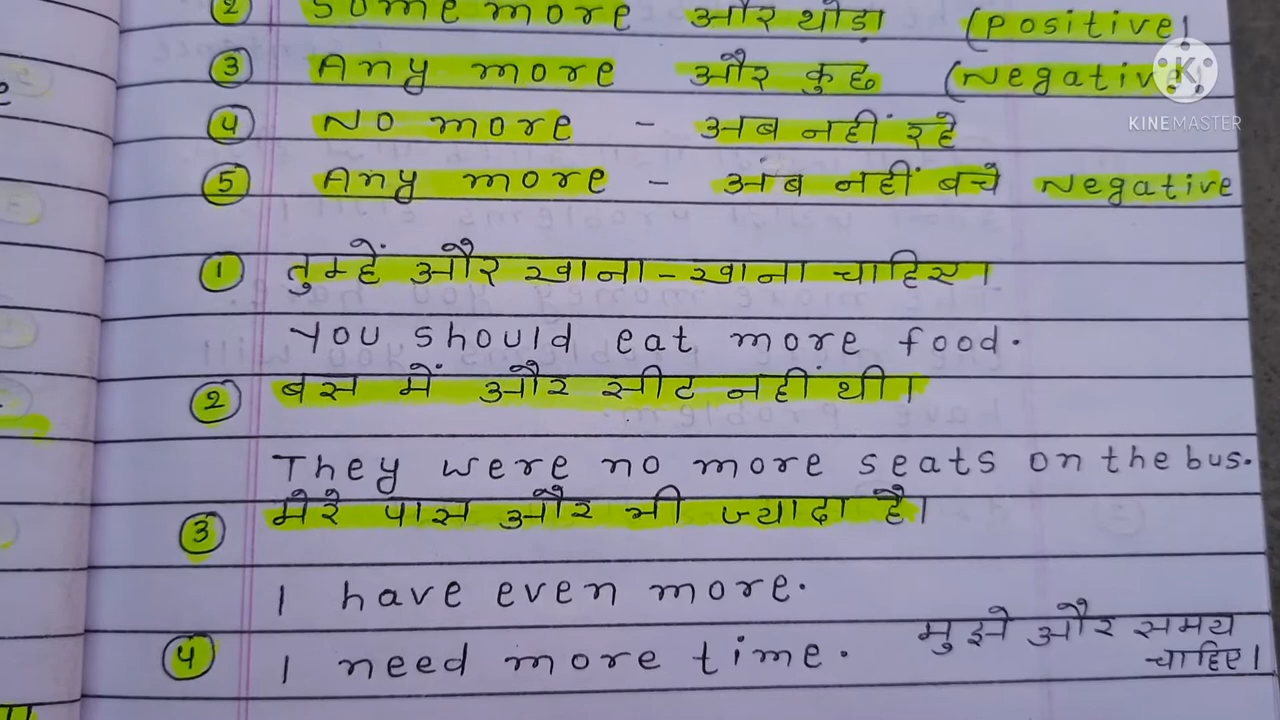 ② Some more और थोड़ा (positive)
③ Any more और कुछ (Negative)
KINEMASTER
④ No more - अब नहीं रहे
⑤ Any more - अब नहीं बचे Negative
① तुम्हें और खाना - खाना चाहिए।
You should eat more food.
② बस में और सीट नहीं थी।
They were no more seats on the bus.
③ मेरे पास और भी ज्यादा है।
I have even more.
④ I need more time. मुझे और समय
चाहिए।